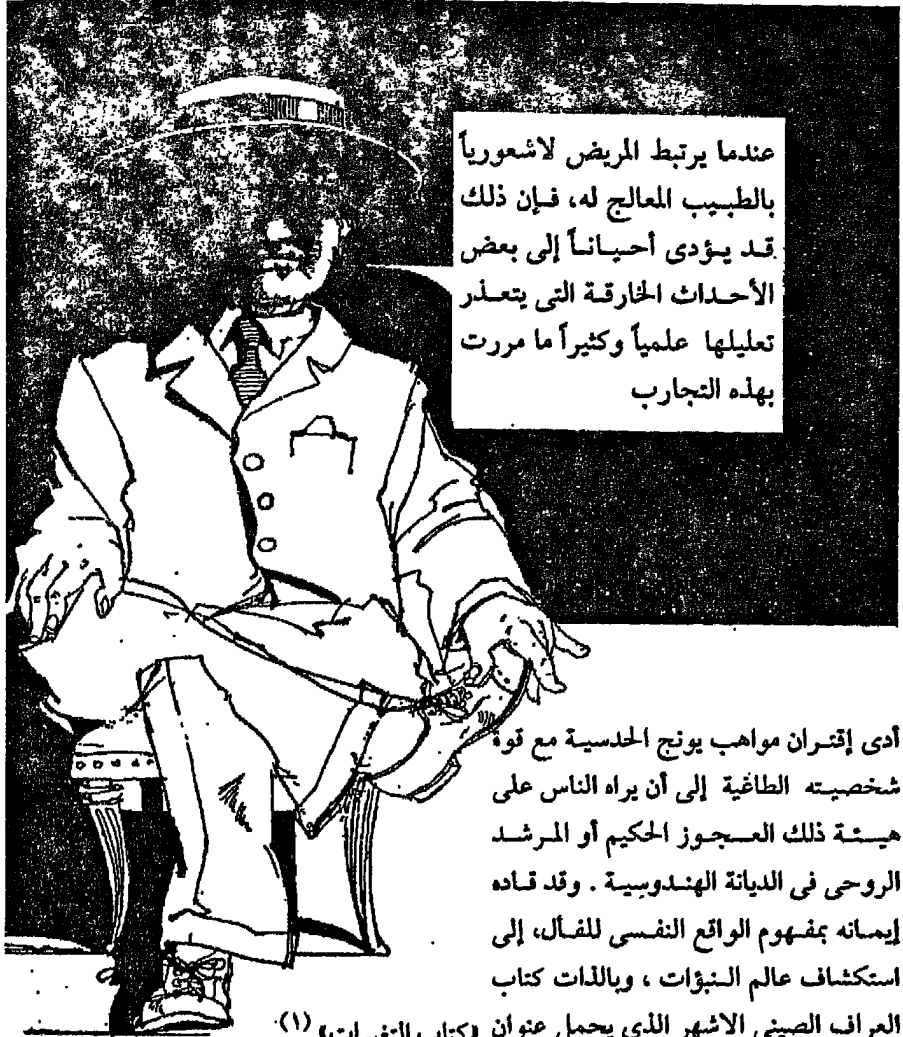 عندما يرتبط المريض لاشعورياً
بالطبيب المعالج له، فإن ذلك
قد يؤدى أحياناً إلى بعض
الأحداث الخارقة التى يتعذر
تعليلها علمياً وكثيراً ما مررت
بهذه التجارب
أدى إقتران مواهب يونج الحدسية مع قوة
شخصيته الطاغية إلى أن يراه الناس على
هيئة ذلك العجوز الحكيم أو المرشد
الروحى فى الديانة الهندوسية . وقد قاده
إيمانه بمفهوم الواقع النفسى للفأل، إلى
استكشاف عالم النبؤات ، وبالذات كتاب
العراف الصينى الاشهر الذى يحمل عنوان «كتاب التغيرات» (١)